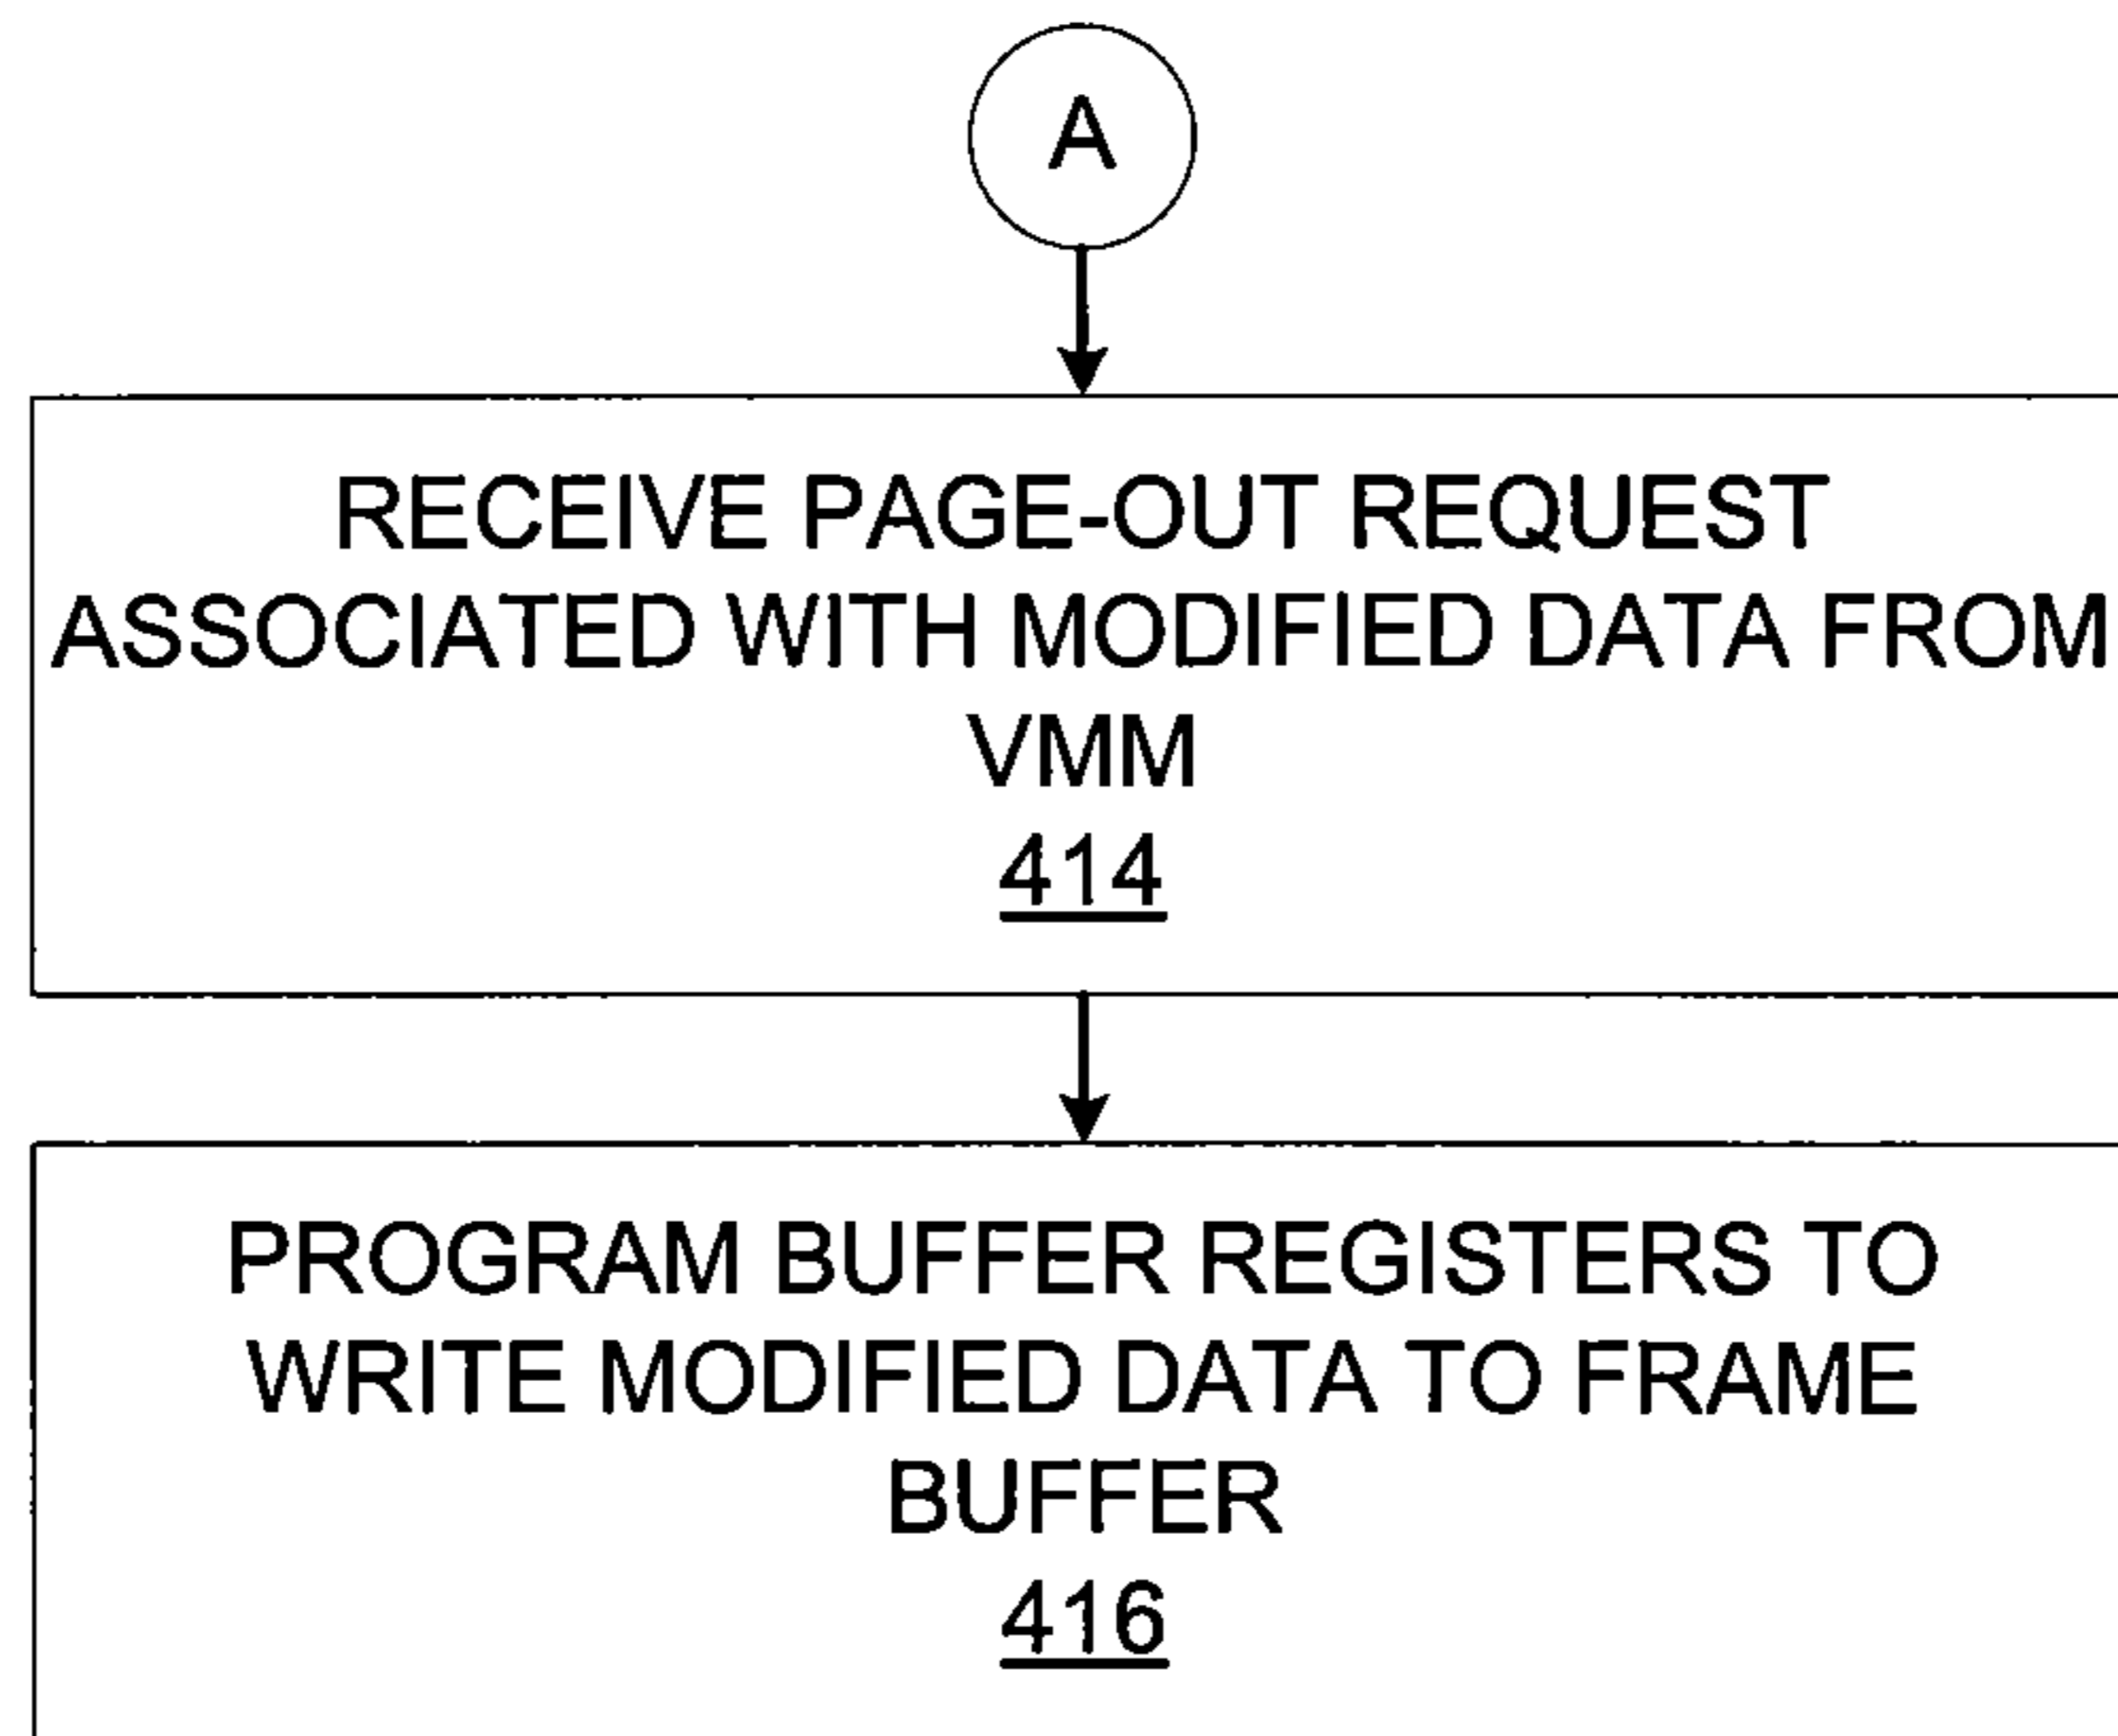 A
RECEIVE PAGE-OUT REQUEST
ASSOCIATED WITH MODIFIED DATA FROM
VMM
414
PROGRAM BUFFER REGISTERS TO
WRITE MODIFIED DATA TO FRAME
BUFFER
416